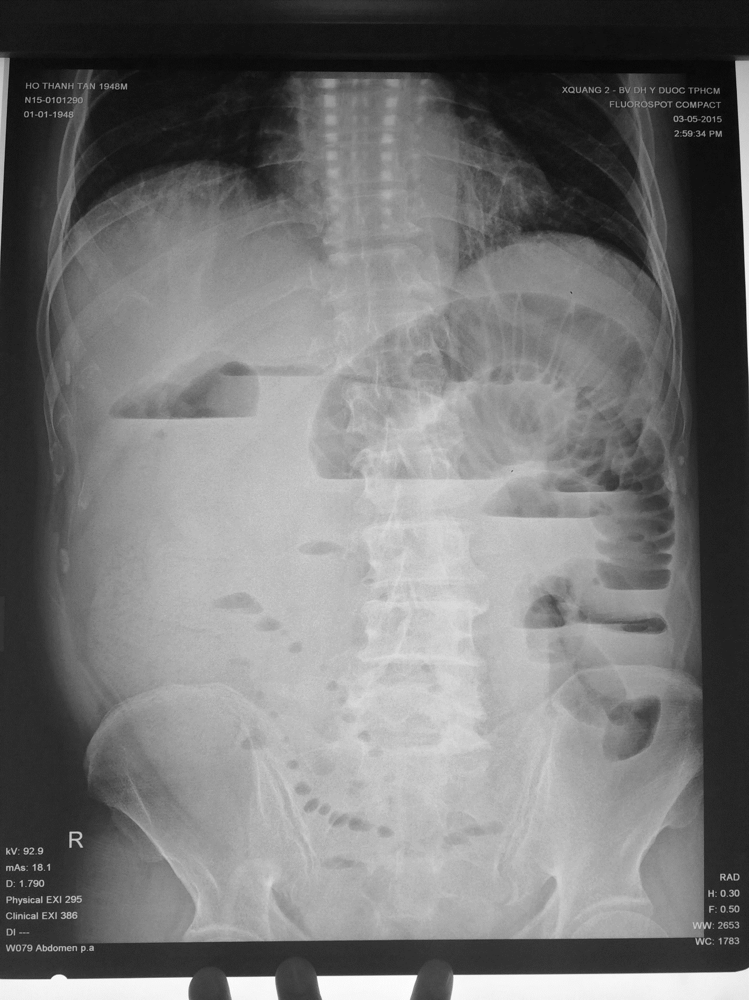 HO THANH TAN 1948M
N15-0101290
01-01-1948
XQUANG 2 - BV DH Y DUOC TPHCM
FLUOROSPOT COMPACT
03-05-2015
2:59:34 PM
R
kV: 92.9
mAs: 18.1
D: 1.790
Physical EXI 295
Clinical EXI 386
DI ---
W079 Abdomen p.a
RAD
H: 0.30
F: 0.50
WW: 2653
WC: 1783